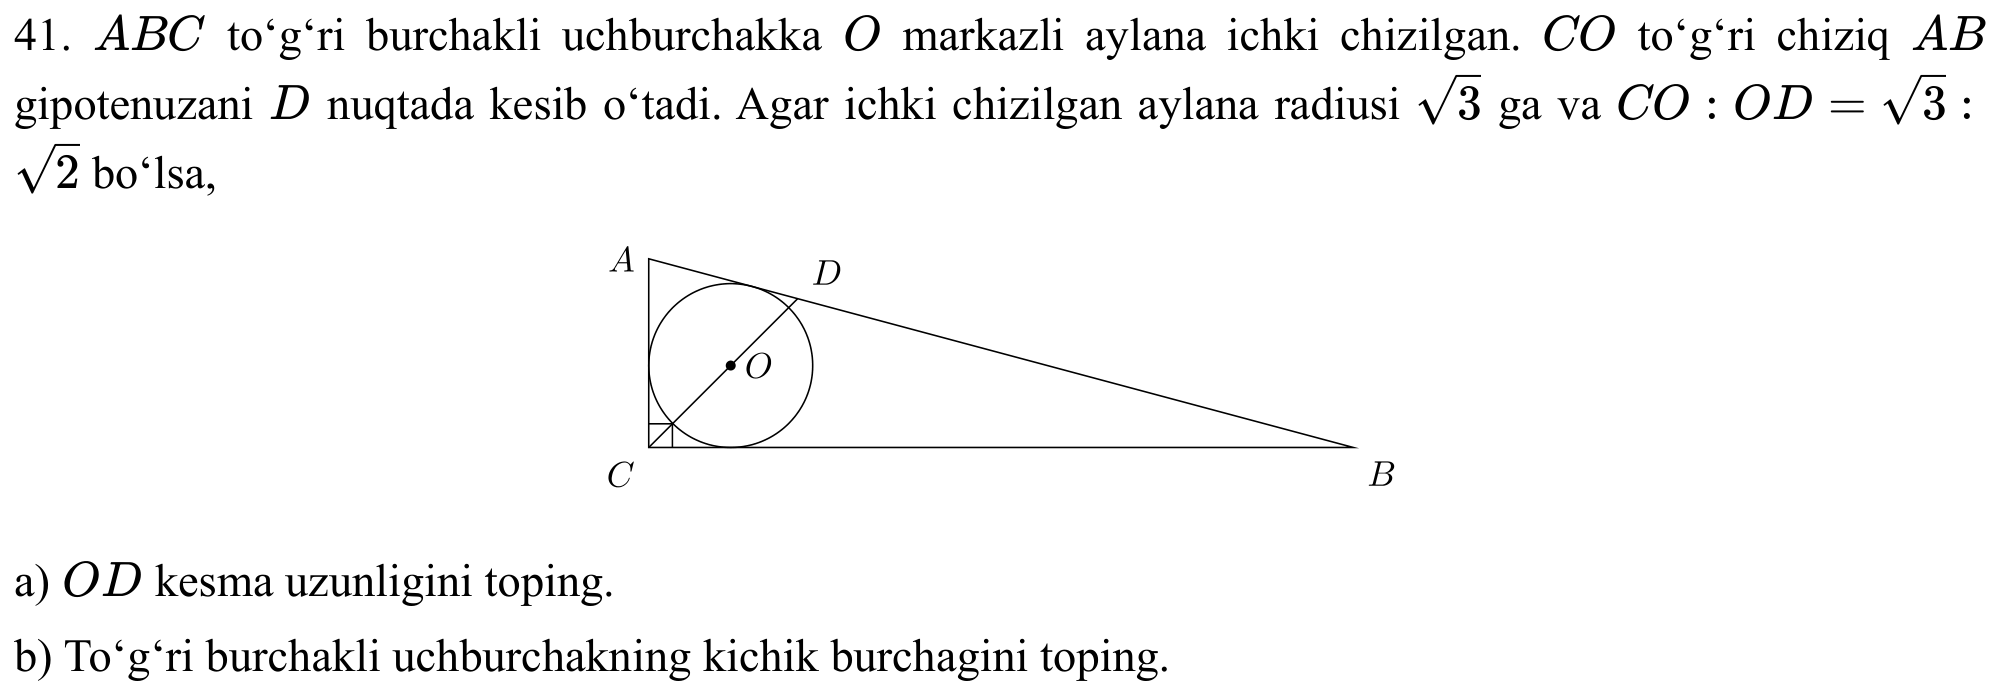 41. ABC to‘g‘ri burchakli uchburchakka O markazli aylana ichki chizilgan. CO to‘g‘ri chiziq AB
gipotenuzani D nuqtada kesib o‘tadi. Agar ichki chizilgan aylana radiusi √3 ga va CO : OD = √3 :
√2 bo‘lsa,
A
D
O
C
B
a) OD kesma uzunligini toping.
b) To‘g‘ri burchakli uchburchakning kichik burchagini toping.